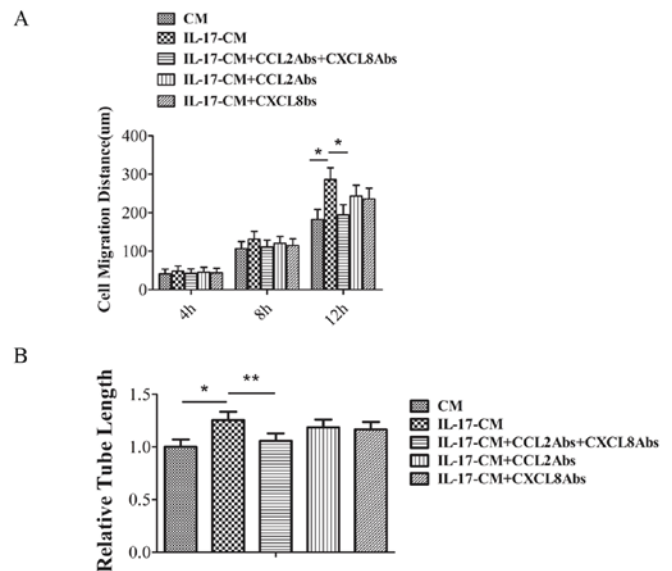 A
CM
IL-17-CM
IL-17-CM+CCL2Abs+CXCL8Abs
IL-17-CM+CCL2Abs
IL-17-CM+CXCL8bs
Cell Migration Distance(um)
400
300
200
100
0
* *
4h 8h 12h
B
Relative Tube Length
1.5
1.0
0.5
0.0
* **
CM
IL-17-CM
IL-17-CM+CCL2Abs+CXCL8Abs
IL-17-CM+CCL2Abs
IL-17-CM+CXCL8Abs